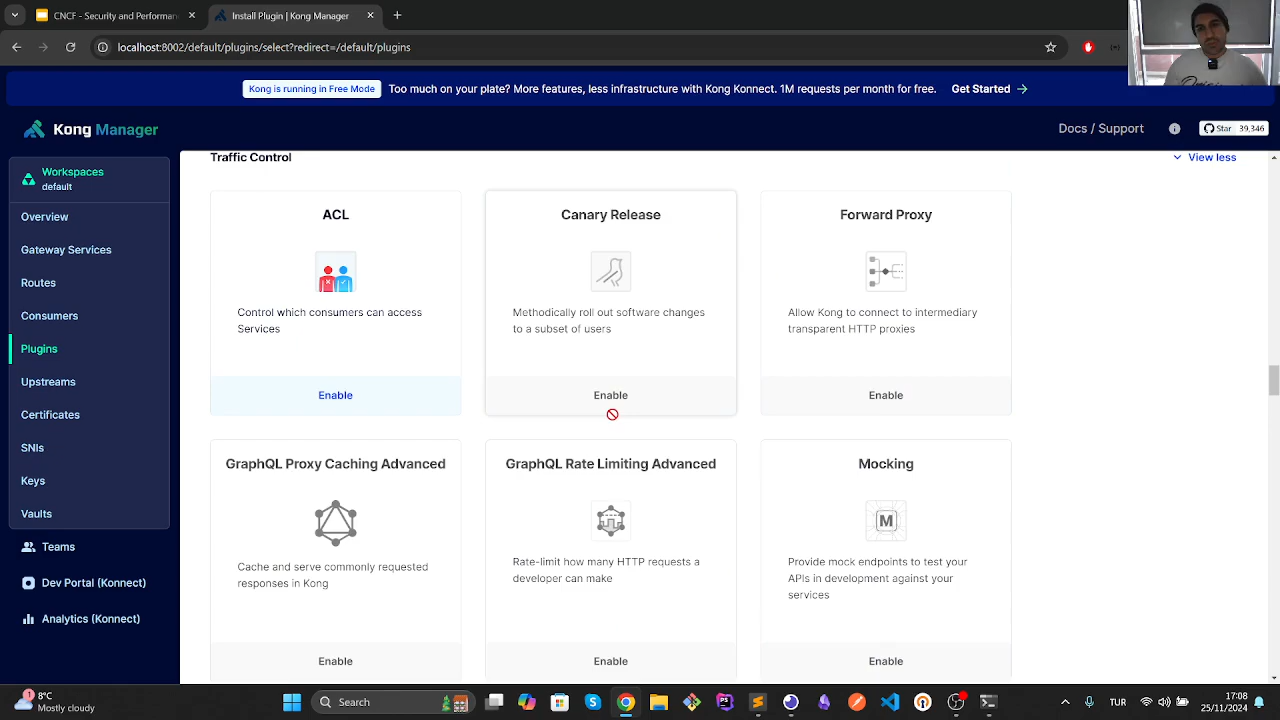 CNCF - Security and Performan
Install Plugin | Kong Manager
localhost:8002/default/plugins/select?redirect=/default/plugins
Kong is running in Free Mode
Too much on your plate? More features, less infrastructure with Kong Konnect. 1M requests per month for free.
Get Started
Kong Manager
Docs / Support
Star
39,346
Workspaces
default
Overview
Gateway Services
Routes
Consumers
Plugins
Upstreams
Certificates
SNIs
Keys
Vaults
Teams
Dev Portal (Konnect)
Analytics (Konnect)
Traffic Control
View less
ACL
Control which consumers can access
Services
Enable
Canary Release
Methodically roll out software changes
to a subset of users
Enable
Forward Proxy
Allow Kong to connect to intermediary
transparent HTTP proxies
Enable
GraphQL Proxy Caching Advanced
Cache and serve commonly requested
responses in Kong
Enable
GraphQL Rate Limiting Advanced
Rate-limit how many HTTP requests a
developer can make
Enable
Mocking
M
Provide mock endpoints to test your
APIs in development against your
services
Enable
8°C
Mostly cloudy
Search
TUR
17:08
25/11/2024